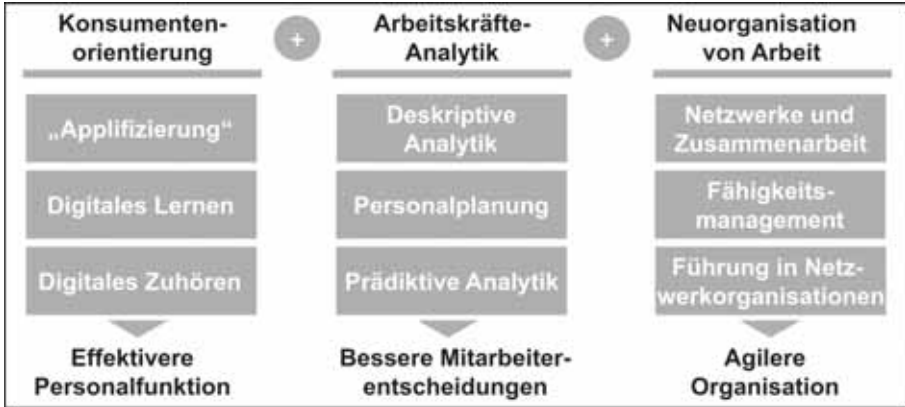 Konsumenten-
orientierung
+
Arbeitskräfte-
Analytik
+
Neuorganisation
von Arbeit
„Applifizierung“
Digitales Lernen
Digitales Zuhören
Effektivere
Personalfunktion
Deskriptive
Analytik
Personalplanung
Prädiktive Analytik
Bessere Mitarbeiter-
entscheidungen
Netzwerke und
Zusammenarbeit
Fähigkeits-
management
Führung in Netz-
werkorganisationen
Agilere
Organisation